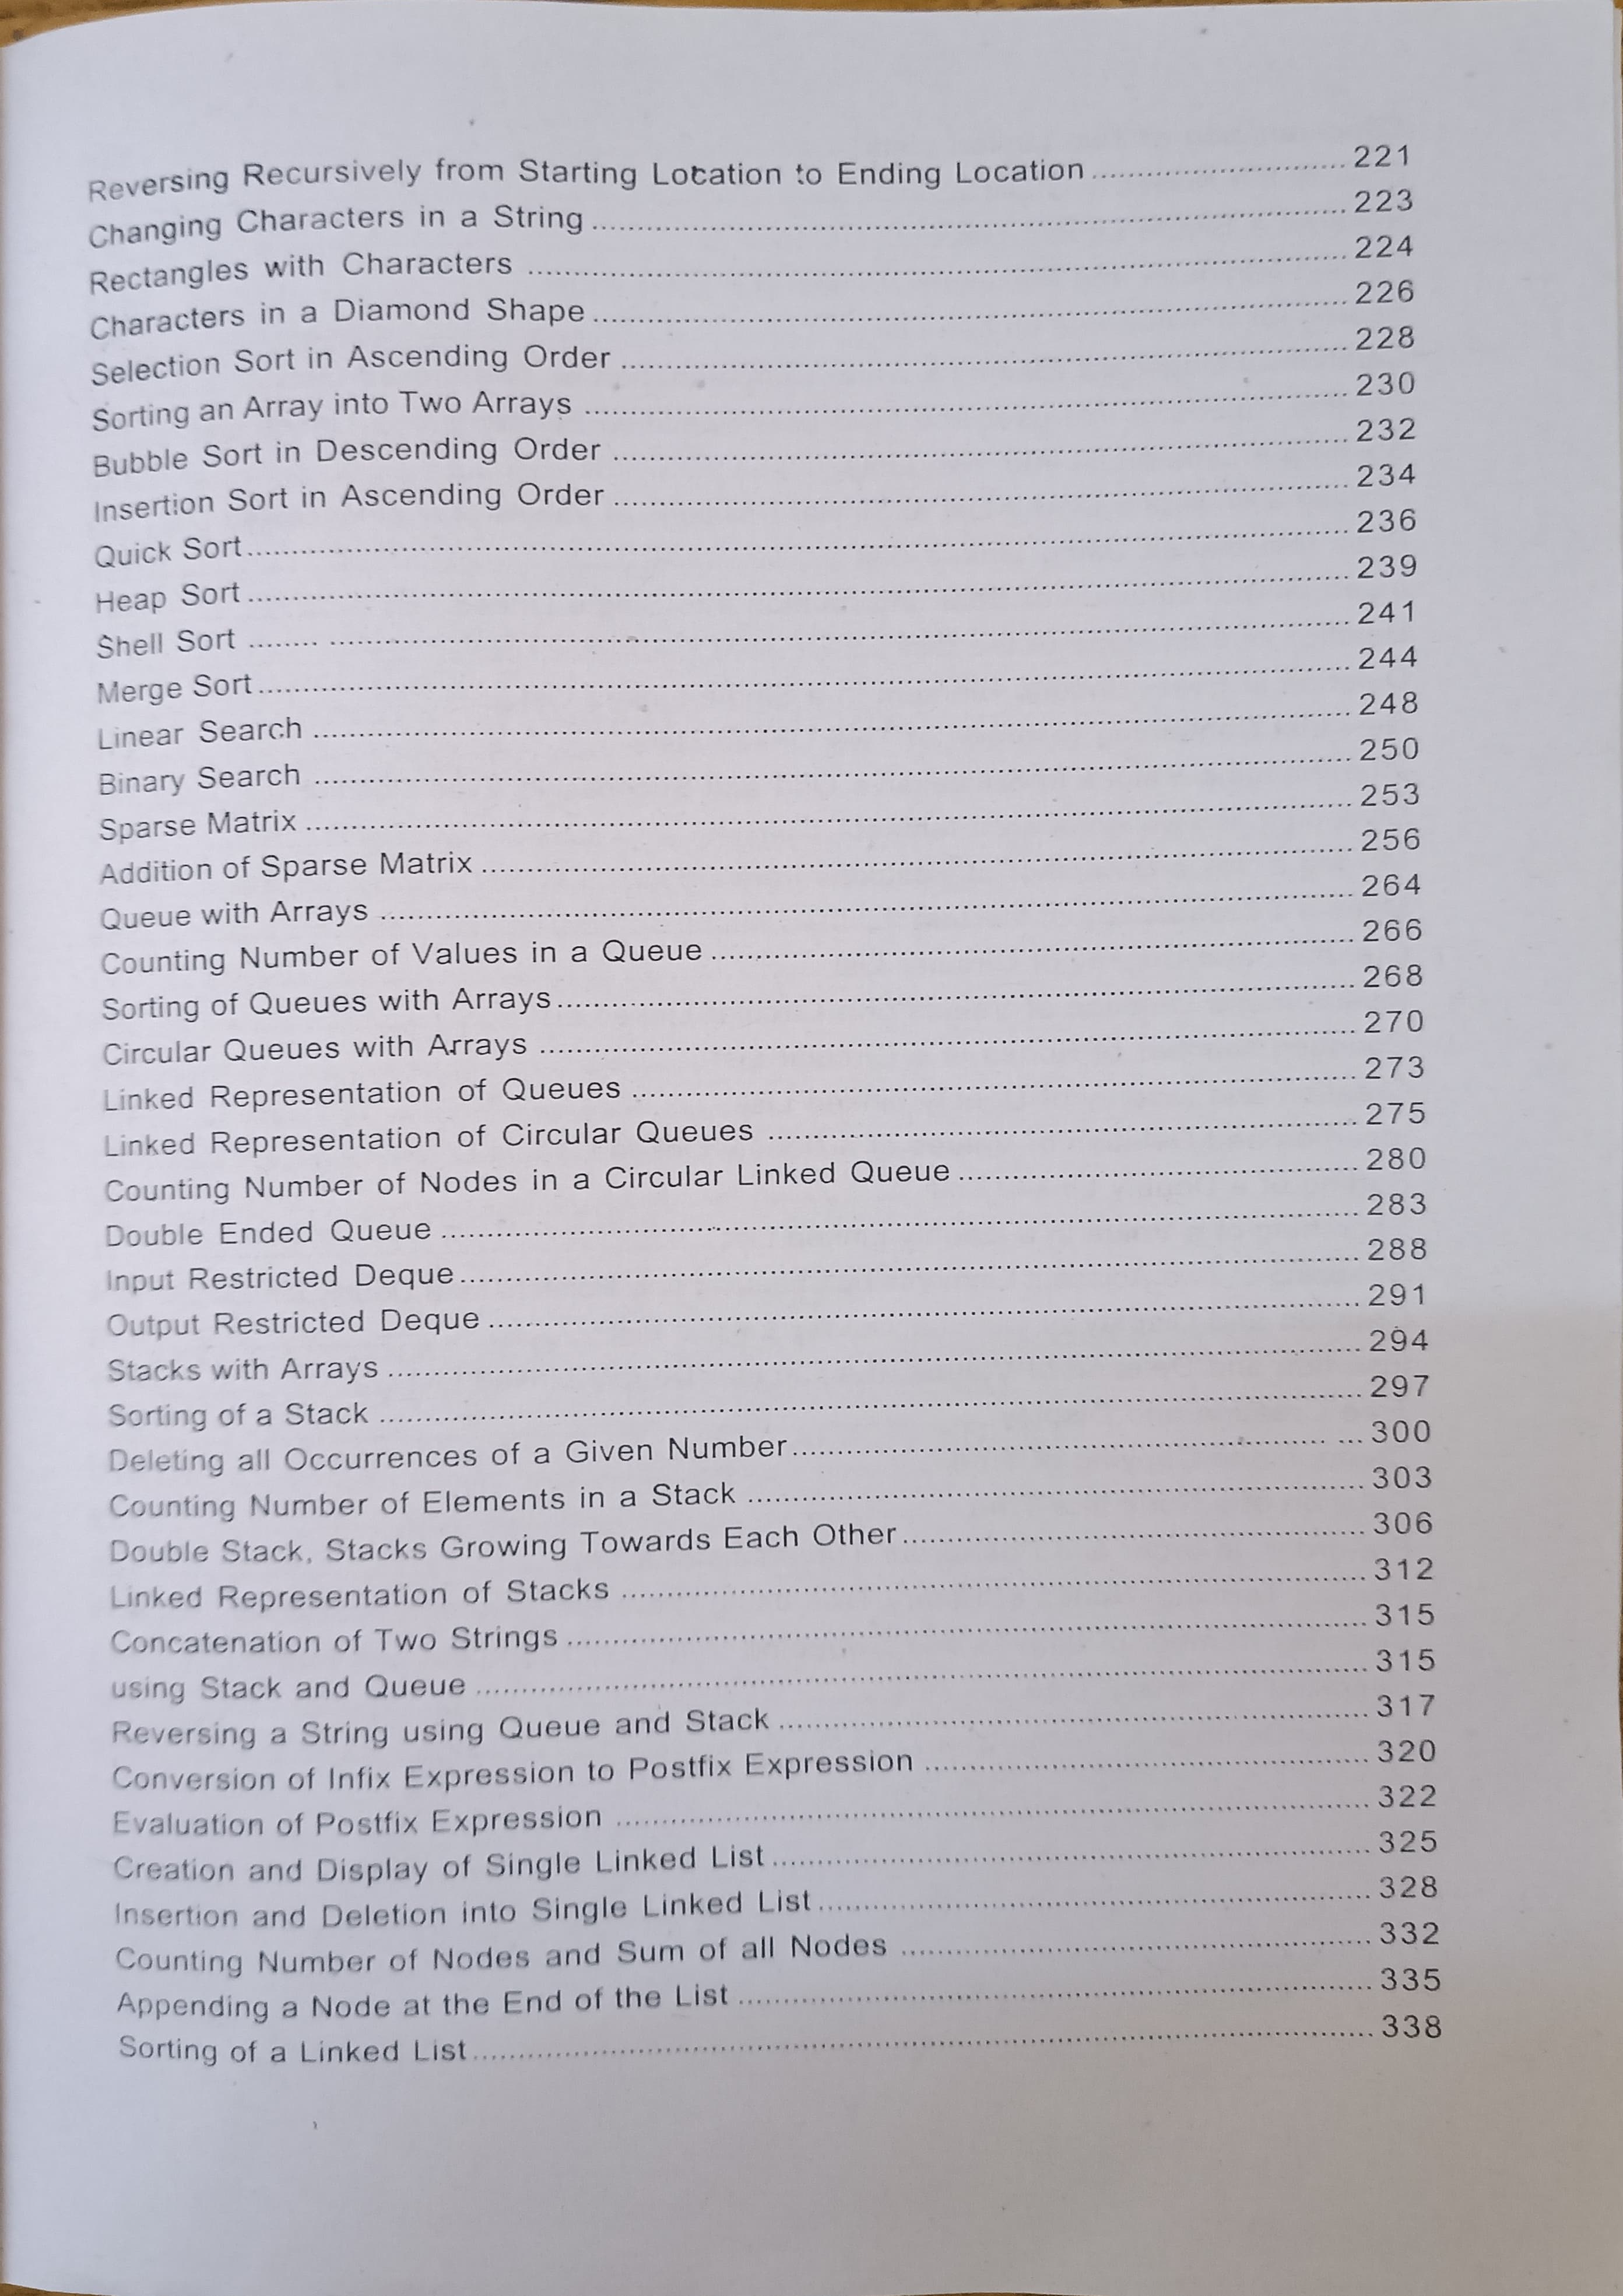 Reversing Recursively from Starting Location to Ending Location ............................ 221
Changing Characters in a String ............................ 223
Rectangles with Characters ............................ 224
Characters in a Diamond Shape ............................ 226
Selection Sort in Ascending Order ............................ 228
Sorting an Array into Two Arrays ............................ 230
Bubble Sort in Descending Order ............................ 232
Insertion Sort in Ascending Order ............................ 234
Quick Sort ............................ 236
Heap Sort ............................ 239
Shell Sort ............................ 241
Merge Sort ............................ 244
Linear Search ............................ 248
Binary Search ............................ 250
Sparse Matrix ............................ 253
Addition of Sparse Matrix ............................ 256
Queue with Arrays ............................ 264
Counting Number of Values in a Queue ............................ 266
Sorting of Queues with Arrays ............................ 268
Circular Queues with Arrays ............................ 270
Linked Representation of Queues ............................ 273
Linked Representation of Circular Queues ............................ 275
Counting Number of Nodes in a Circular Linked Queue ............................ 280
Double Ended Queue ............................ 283
Input Restricted Deque ............................ 288
Output Restricted Deque ............................ 291
Stacks with Arrays ............................ 294
Sorting of a Stack ............................ 297
Deleting all Occurrences of a Given Number ............................ 300
Counting Number of Elements in a Stack ............................ 303
Double Stack, Stacks Growing Towards Each Other ............................ 306
Linked Representation of Stacks ............................ 312
Concatenation of Two Strings ............................ 315
using Stack and Queue ............................ 315
Reversing a String using Queue and Stack ............................ 317
Conversion of Infix Expression to Postfix Expression ............................ 320
Evaluation of Postfix Expression ............................ 322
Creation and Display of Single Linked List ............................ 325
Insertion and Deletion into Single Linked List ............................ 328
Counting Number of Nodes and Sum of all Nodes ............................ 332
Appending a Node at the End of the List ............................ 335
Sorting of a Linked List ............................ 338